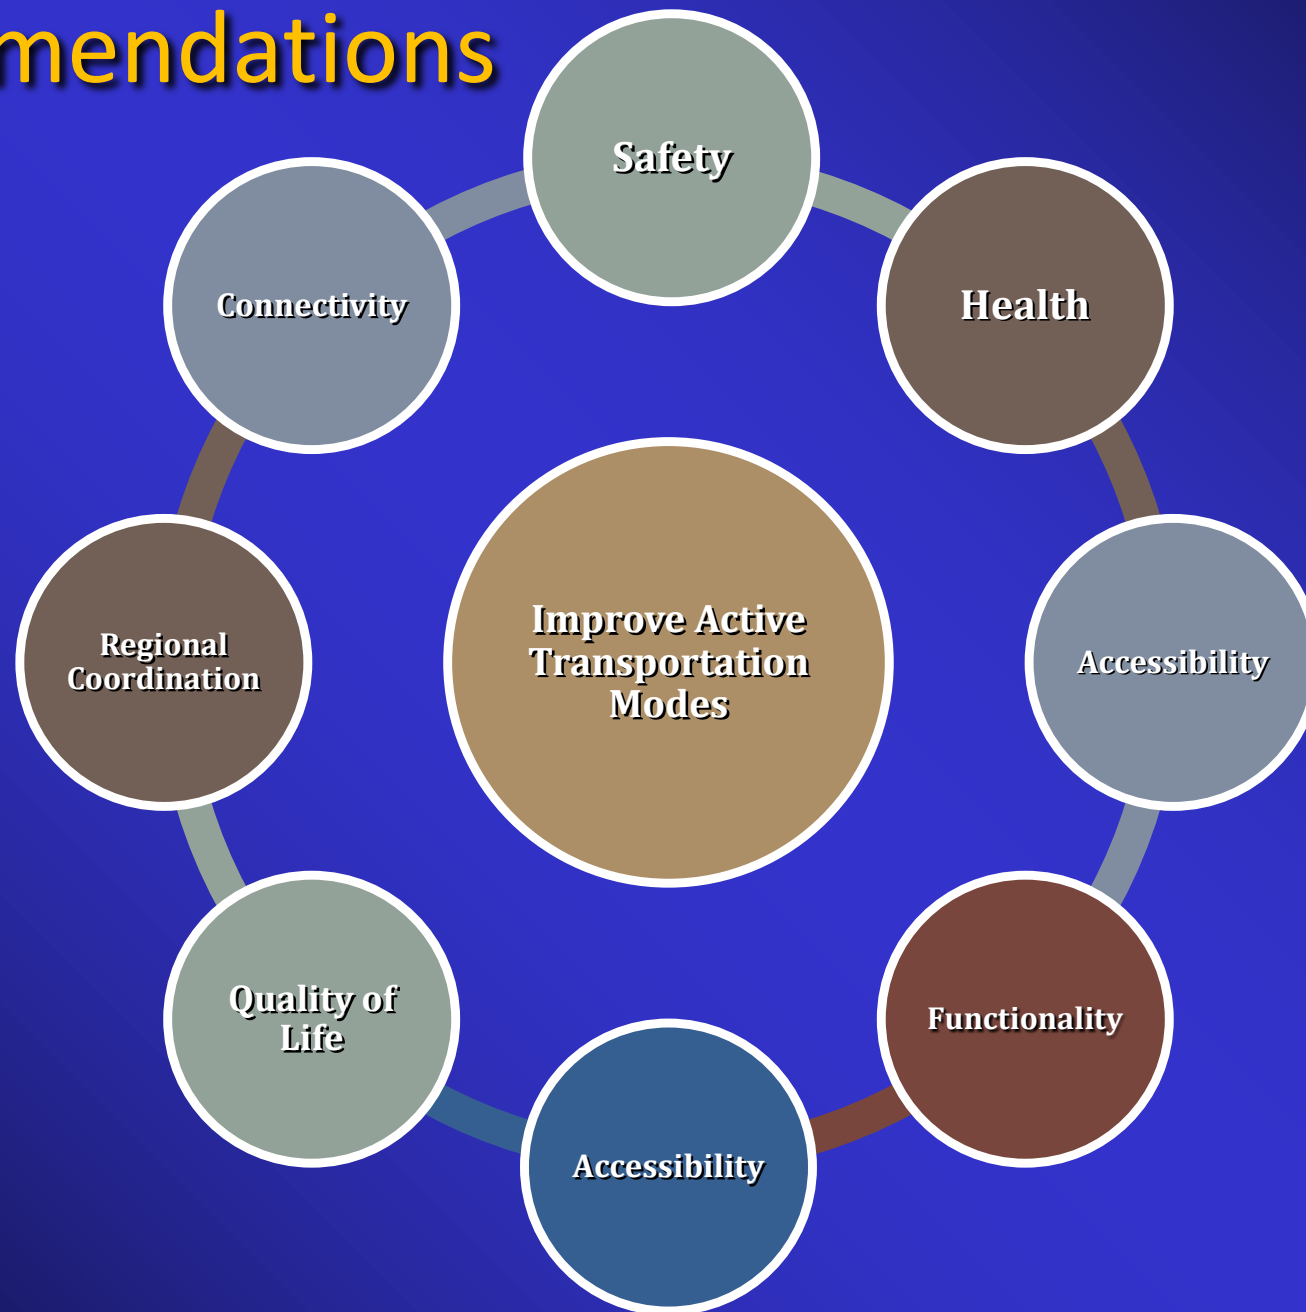 mendations
Safety
Health
Connectivity
Improve Active
Transportation
Modes
Regional
Coordination
Accessibility
Quality of
Life
Functionality
Accessibility